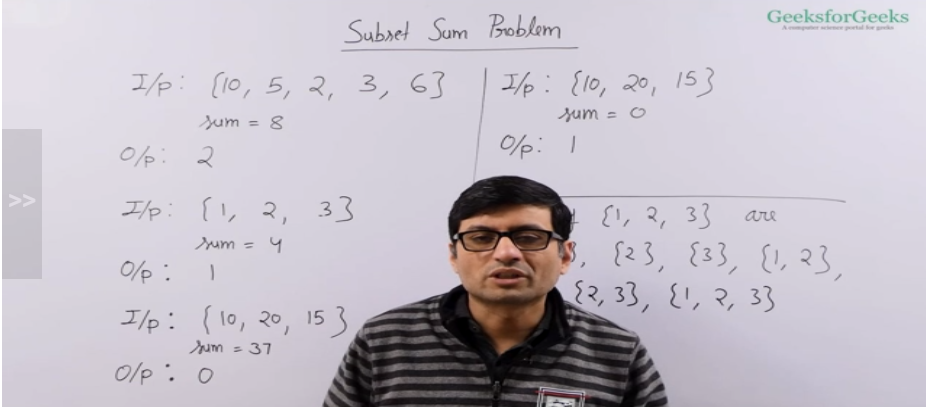 GeeksforGeeks
A computer science portal for geeks
Subset Sum Problem
I/p: {10, 5, 2, 3, 6}
sum = 8
O/p: 2
I/p: {1, 2, 3}
sum = 4
O/p: 1
I/p: {10, 20, 15}
sum = 37
O/p: 0
I/p: {10, 20, 15}
sum = 0
O/p: 1
{1, 2, 3} are
}, {2}, {3}, {1, 2},
{2, 3}, {1, 2, 3}
>>